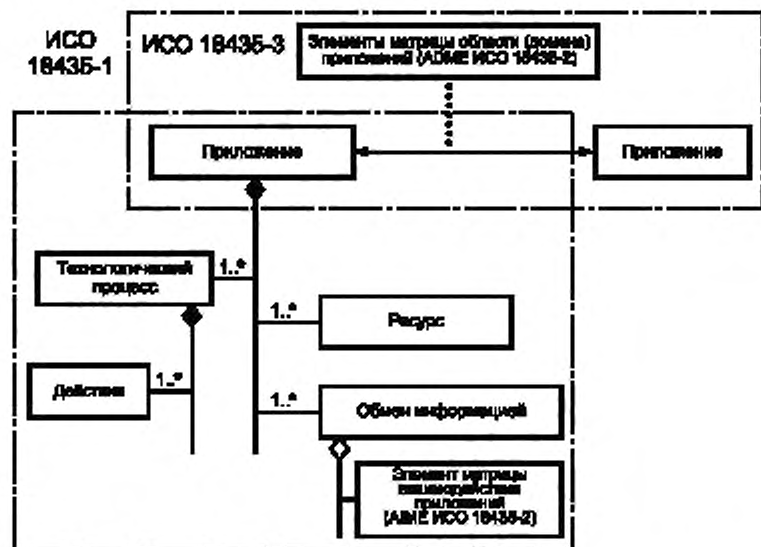 ИСО
18435-1
ИСО 18435-3
Элементы матрицы области (домена)
приложений (ADME ИСО 18435-2)
Приложение
Приложение
Технологический
процесс
1..*
1..*
Ресурс
Действия
1..*
1..*
Обмен информацией
Элемент матрицы
взаимодействия
приложений
(AIME ИСО 18435-2)